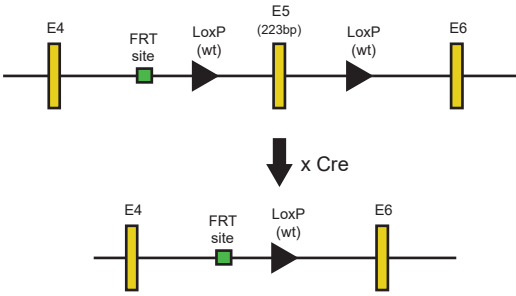 E4
FRT
site
LoxP
(wt)
E5
(223bp)
LoxP
(wt)
E6
x Cre
E4
FRT
site
LoxP
(wt)
E6